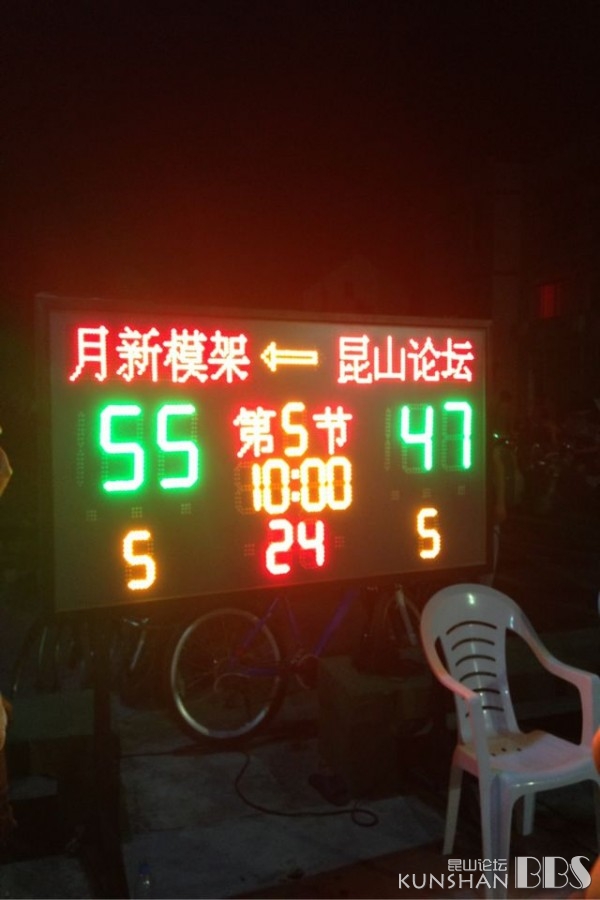 月新模架 ← 昆山论坛
55 第5节 47
10:00
5 24 5
昆山论坛
KUNSHAN BBS